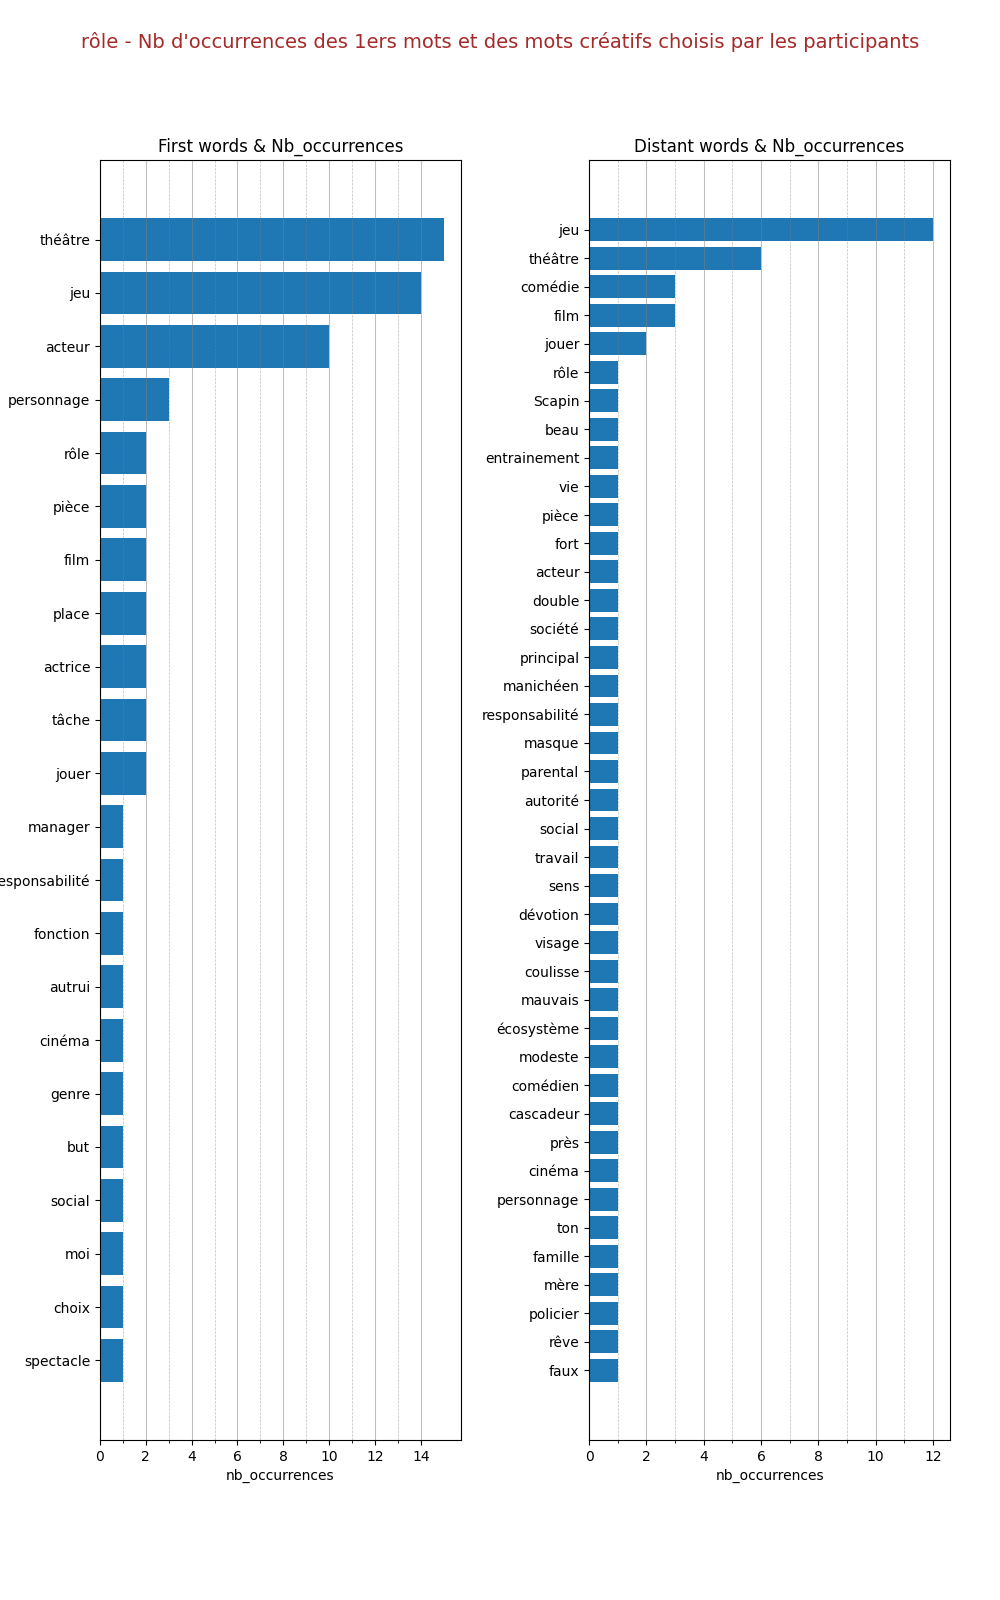 rôle - Nb d'occurrences des 1ers mots et des mots créatifs choisis par les participants
First words & Nb_occurrences
théâtre
jeu
acteur
personnage
rôle
pièce
film
place
actrice
tâche
jouer
manager
esponsabilité
fonction
autrui
cinéma
genre
but
social
moi
choix
spectacle
0 2 4 6 8 10 12 14
nb_occurrences
Distant words & Nb_occurrences
jeu
théâtre
comédie
film
jouer
rôle
Scapin
beau
entrainement
vie
pièce
fort
acteur
double
société
principal
manichéen
responsabilité
masque
parental
autorité
social
travail
sens
dévotion
visage
coulisse
mauvais
écosystème
modeste
comédien
cascadeur
près
cinéma
personnage
ton
famille
mère
policier
rêve
faux
0 2 4 6 8 10 12
nb_occurrences